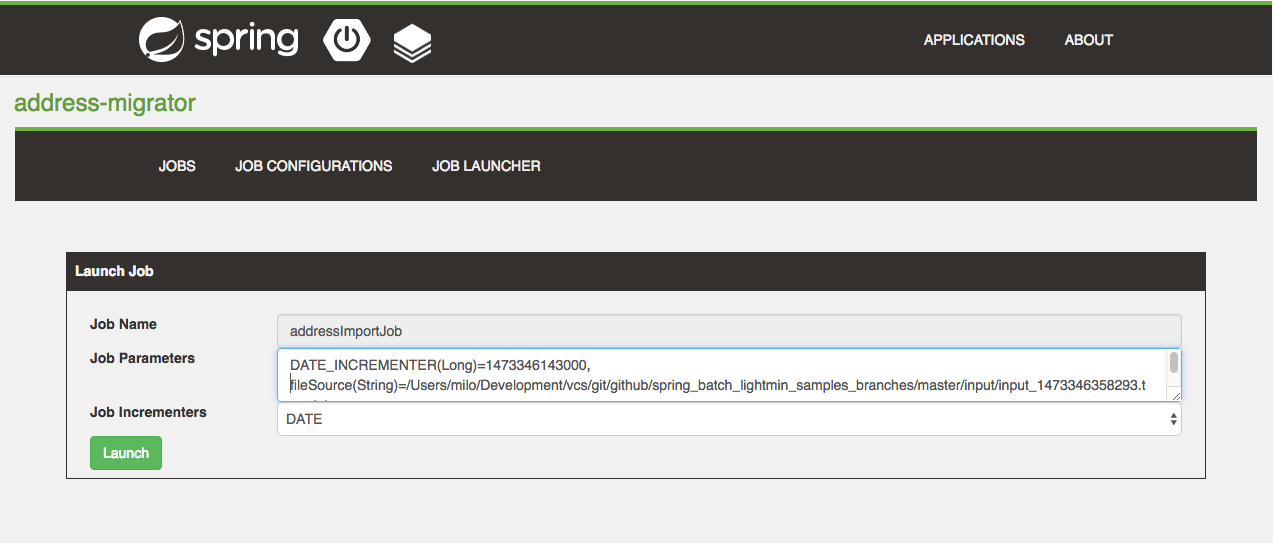 spring
APPLICATIONS ABOUT
address-migrator
JOBS JOB CONFIGURATIONS JOB LAUNCHER
Launch Job
Job Name addressImportJob
Job Parameters DATE_INCREMENTER(Long)=1473346143000,
fileSource(String)=/Users/milo/Development/vcs/git/github/spring_batch_lightmin_samples_branches/master/input/input_1473346358293.t
Job Incrementers DATE
Launch